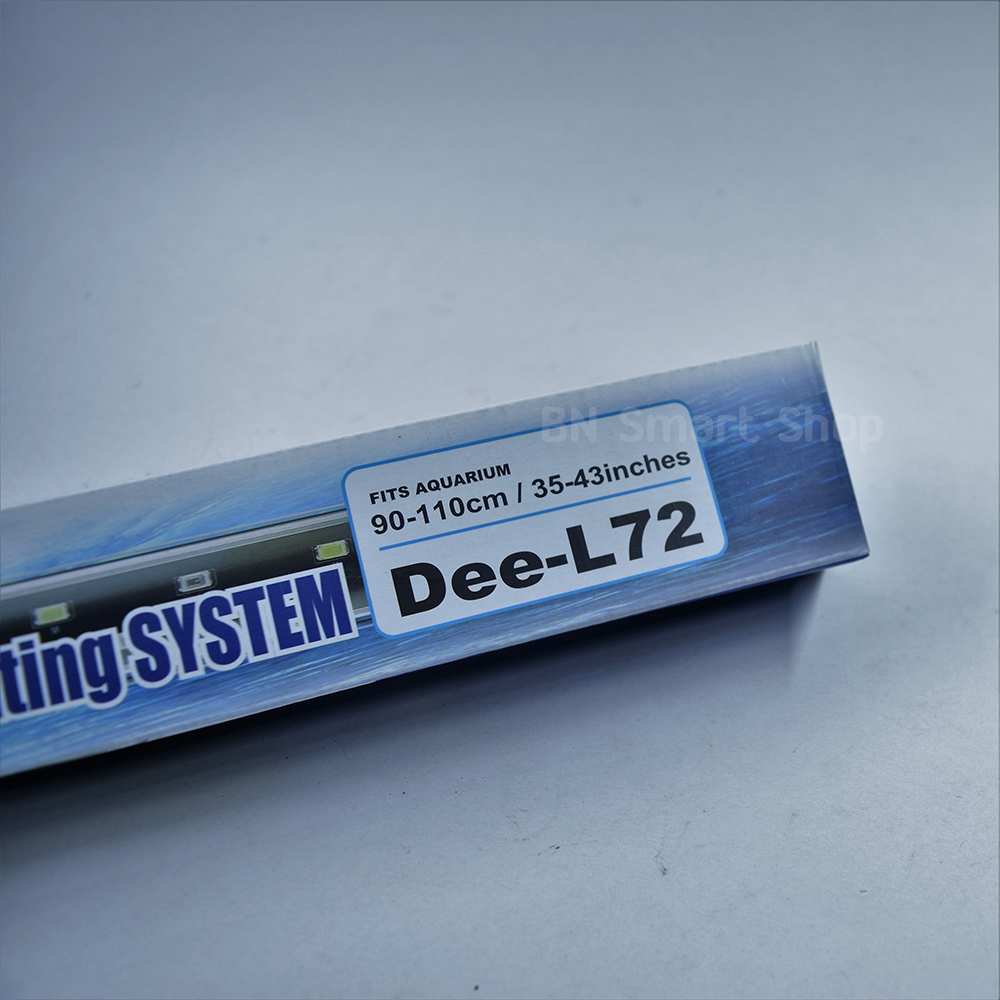 BN Smart Shop
FITS AQUARIUM
90-110cm / 35-43inches
Dee-L72
ting SYSTEM